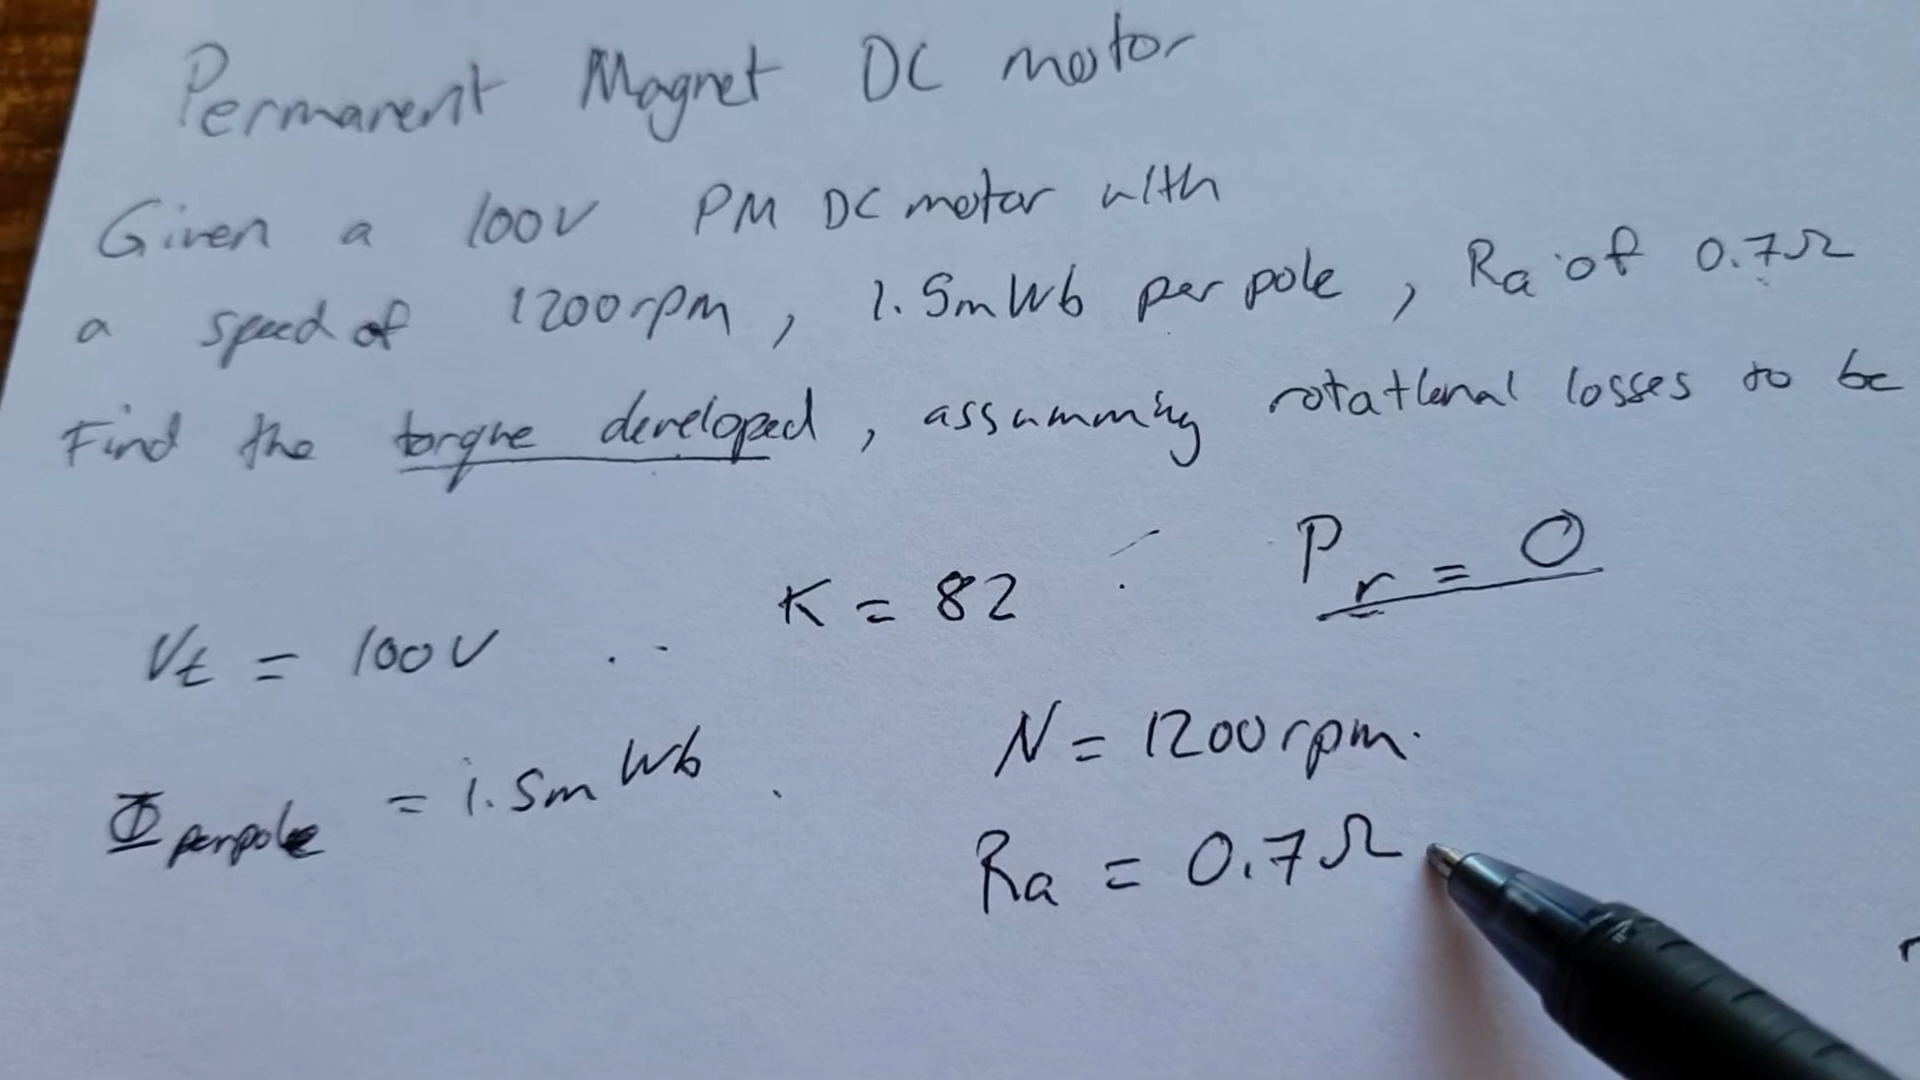 Permanent Magnet DC motor
Given a 100V PM DC motor with
a speed of 1200rpm, 1.5mWb per pole, Ra of 0.7Ω
Find the torque developed, assumming rotational losses to be
K = 82
Pr = 0
Vt = 100V
N = 1200rpm.
Φperpole = 1.5m Wb
Ra = 0.7Ω